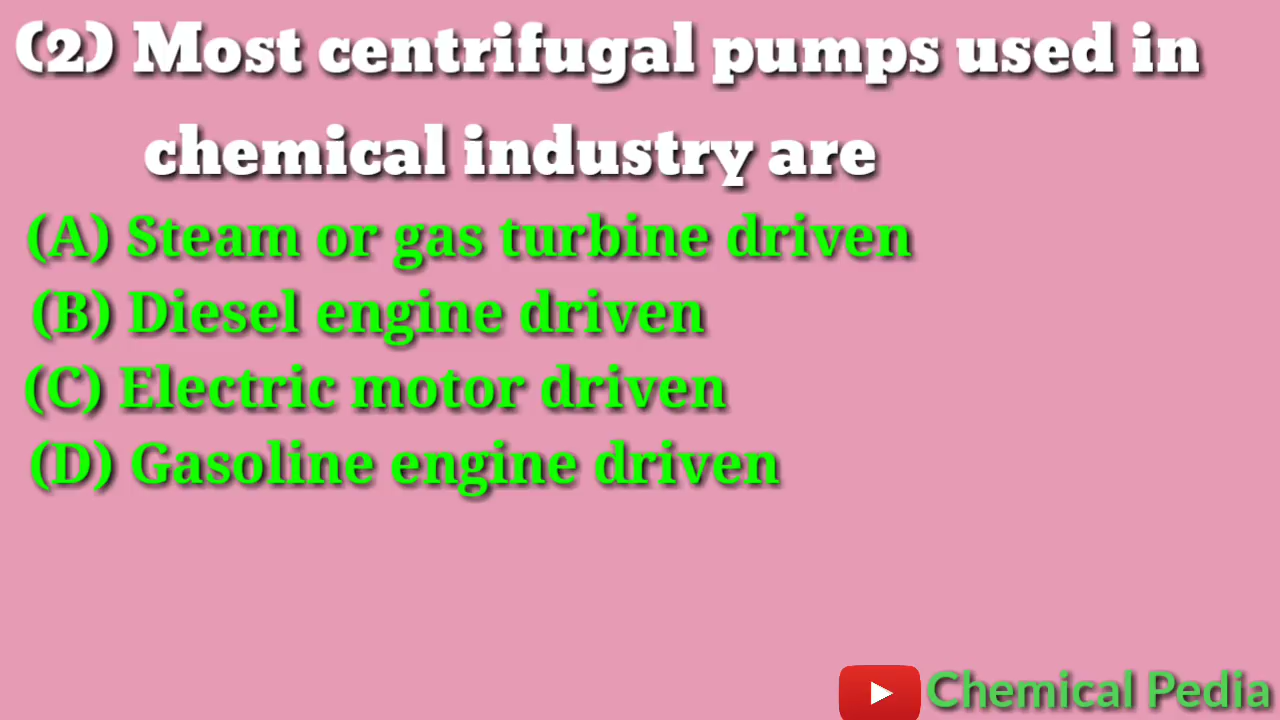 (2) Most centrifugal pumps used in
chemical industry are
(A) Steam or gas turbine driven
(B) Diesel engine driven
(C) Electric motor driven
(D) Gasoline engine driven
Chemical Pedia